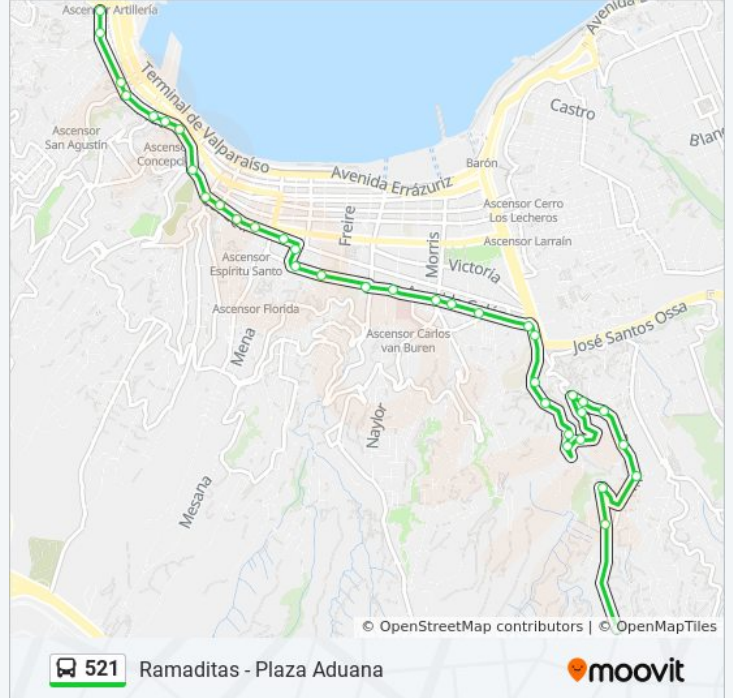 Ascensor Artillería
Avenida
Terminal de Valparaíso
Castro
Blanc
Ascensor
San Agustín
Ascensor
Concepci
Avenida Errázuriz
Barón
Ascensor Cerro
Los Lecheros
Freire
Morris
Ascensor Larraín
Ascensor
Espíritu Santo
Victoria
Ascensor Florida
Mena
Ascensor Carlos
van Buren
José Santos Ossa
Naylor
Mesana
© OpenStreetMap contributors | © OpenMapTiles
521 Ramaditas - Plaza Aduana
moovit